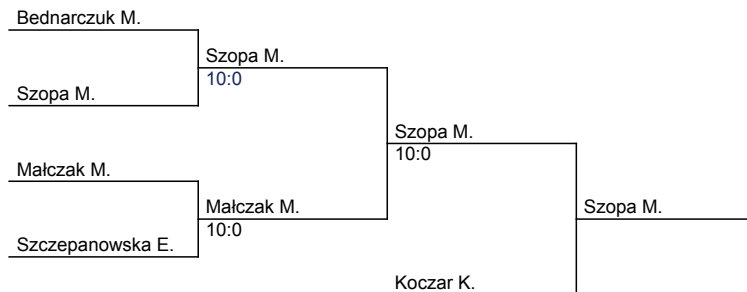 Bednarczuk M.
Szopa M.
10:0
Szopa M.
Szopa M.
10:0
Małczak M.
Małczak M.
10:0
Szopa M.
Szczepanowska E.
Koczar K.